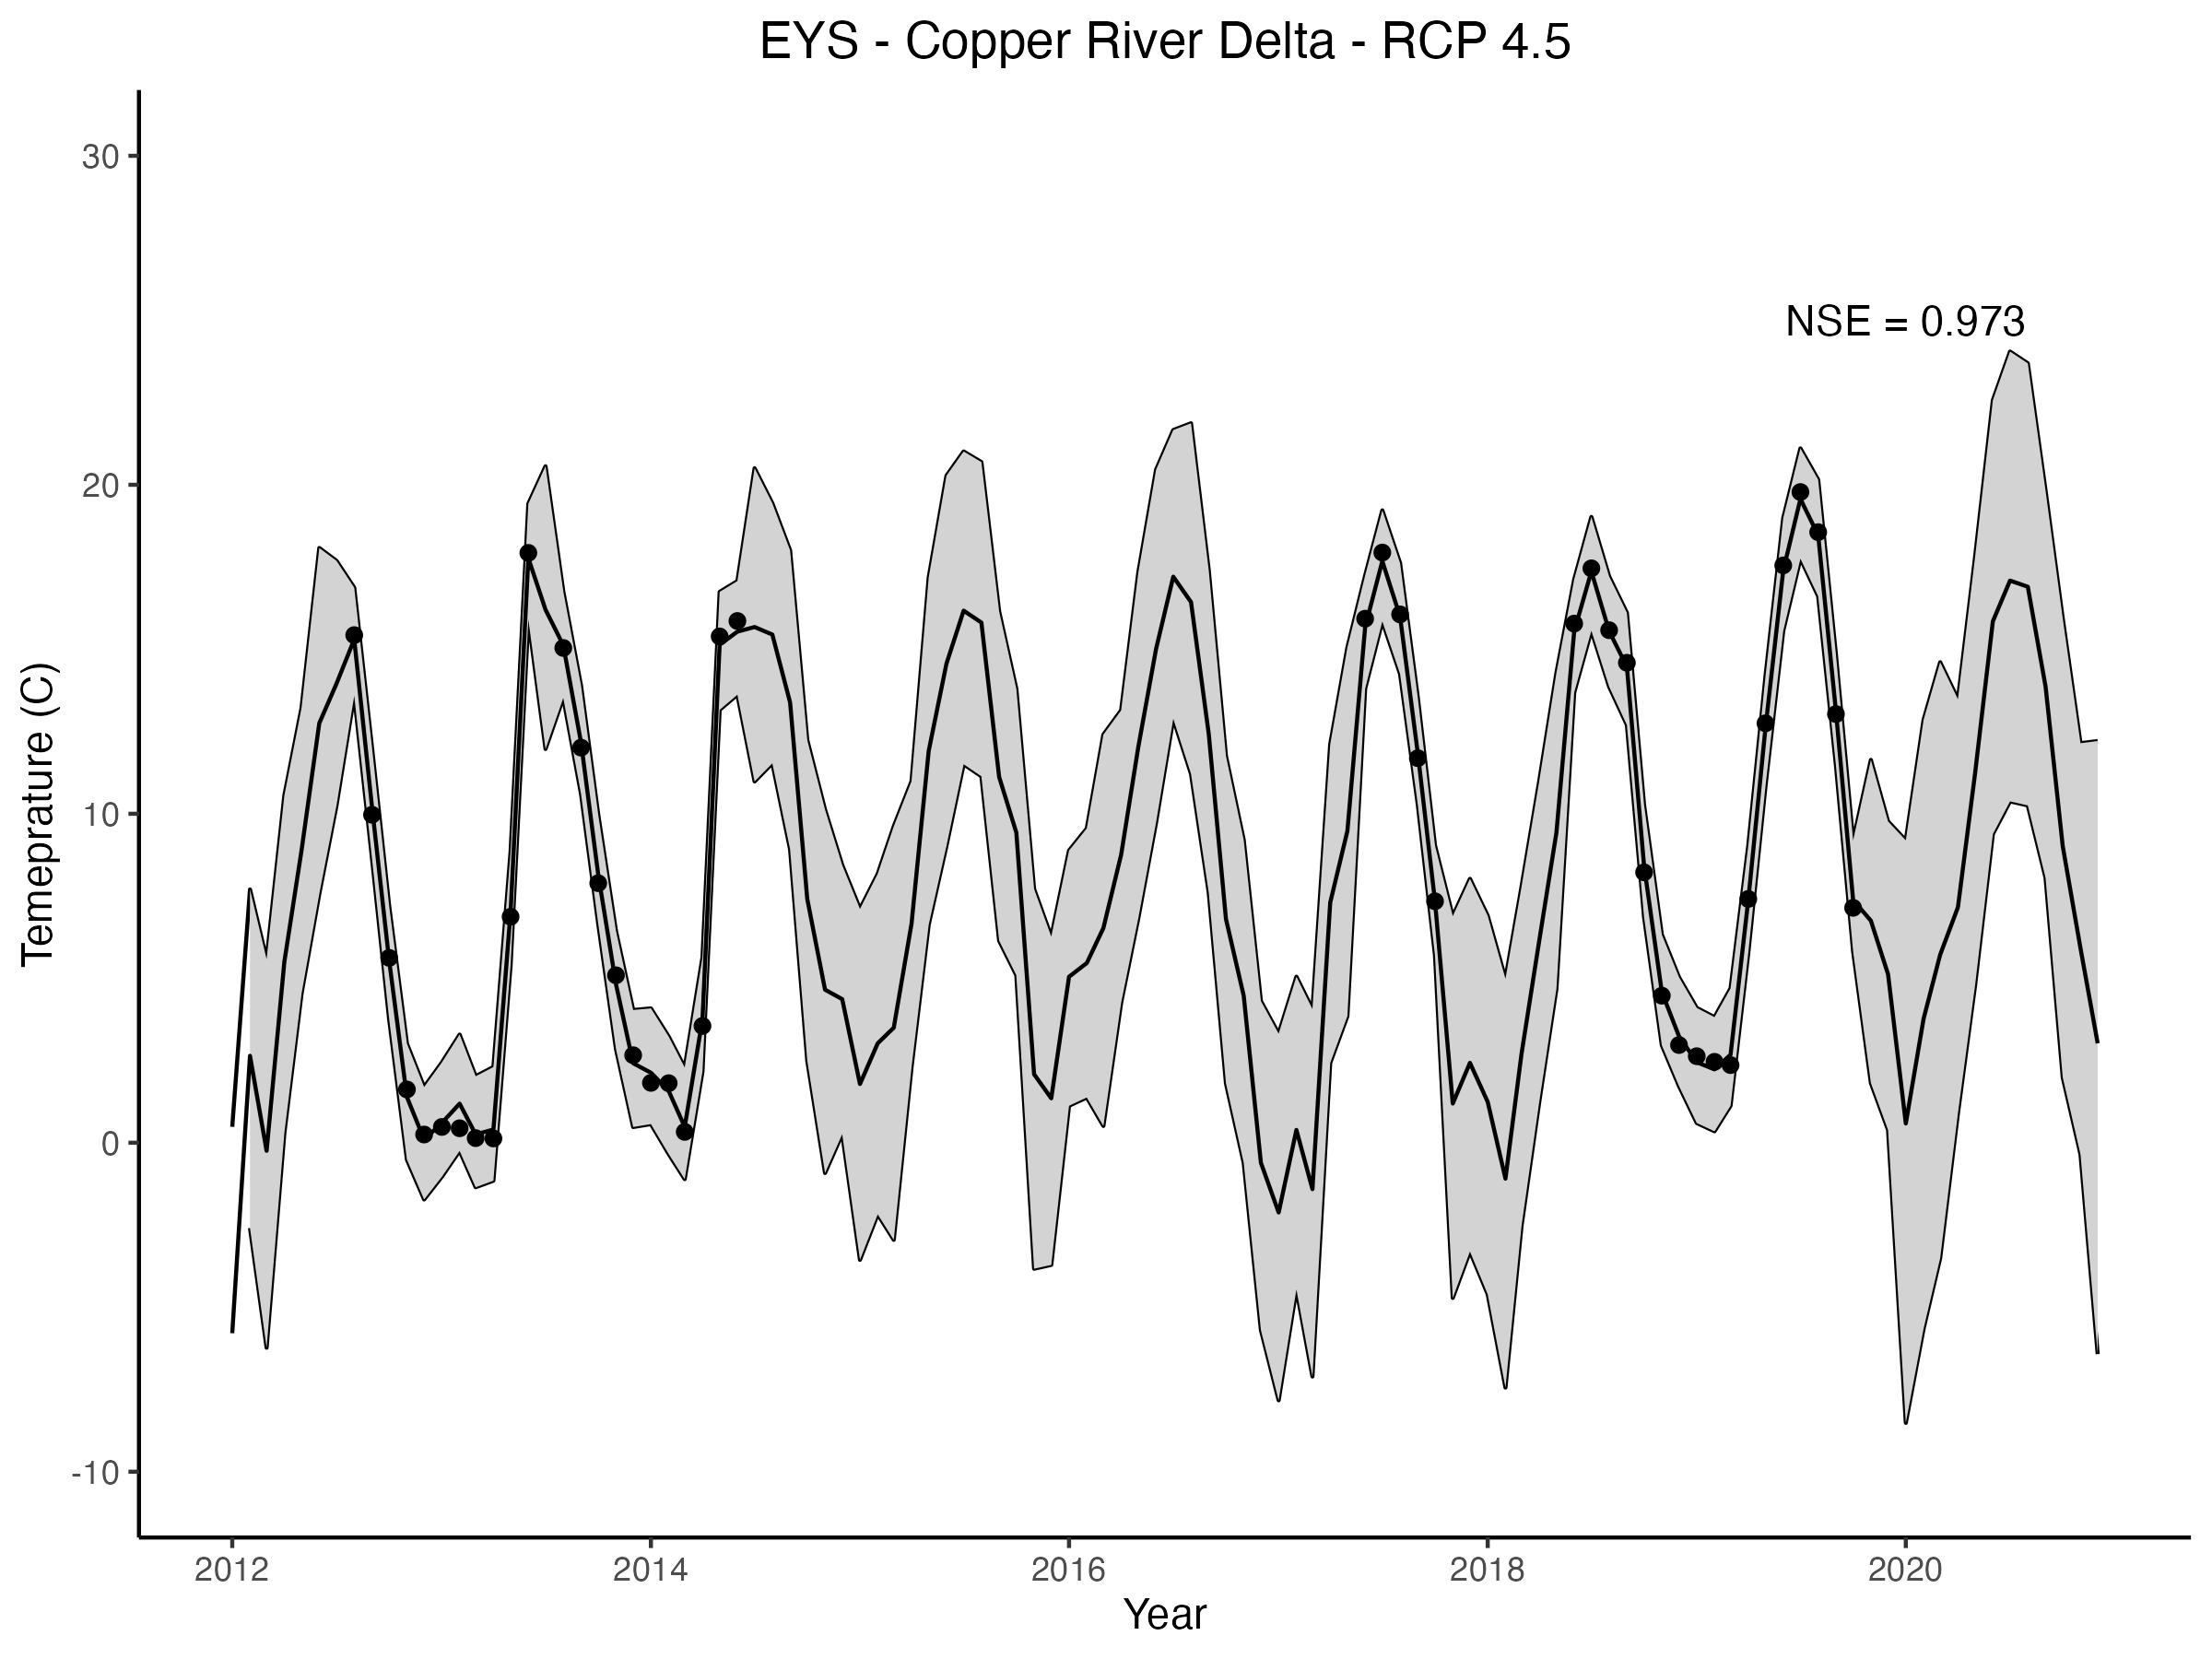 EYS - Copper River Delta - RCP 4.5
30
20
10
0
-10
Temeprature (C)
NSE = 0.973
2012 2014 2016 2018 2020
Year